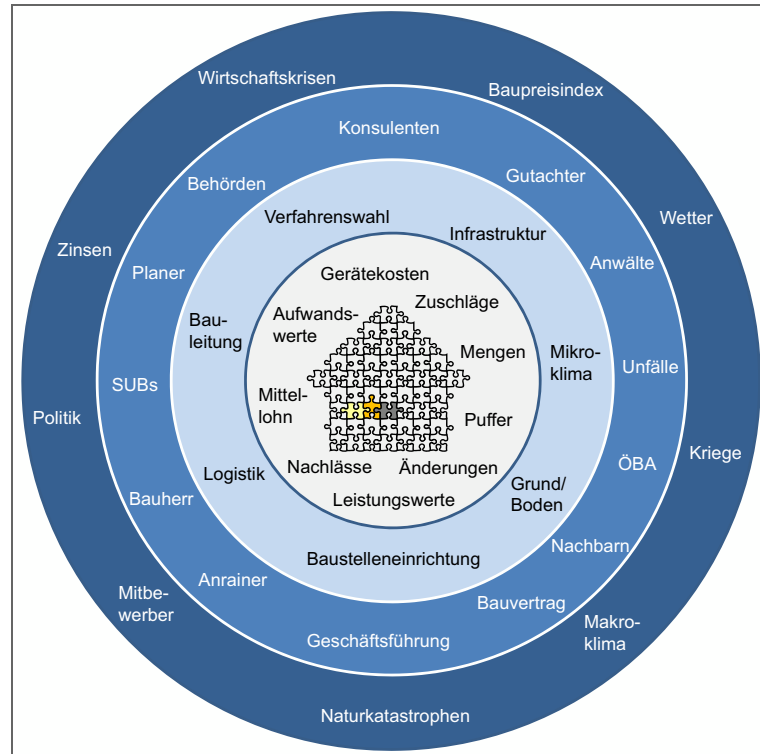 Wirtschaftskrisen
Baupreisindex
Konsulenten
Behörden
Gutachter
Verfahrenswahl
Infrastruktur
Wetter
Zinsen
Planer
Anwälte
Gerätekosten
Zuschläge
Aufwands-
werte
Bau-
leitung
Mengen
Mikro-
klima
Unfälle
SUBs
Mittel-
lohn
Politik
Puffer
Kriege
ÖBA
Logistik
Nachlässe
Änderungen
Grund/
Boden
Bauherr
Leistungswerte
Nachbarn
Baustelleneinrichtung
Anrainer
Mitbe-
werber
Bauvertrag
Makro-
klima
Geschäftsführung
Naturkatastrophen